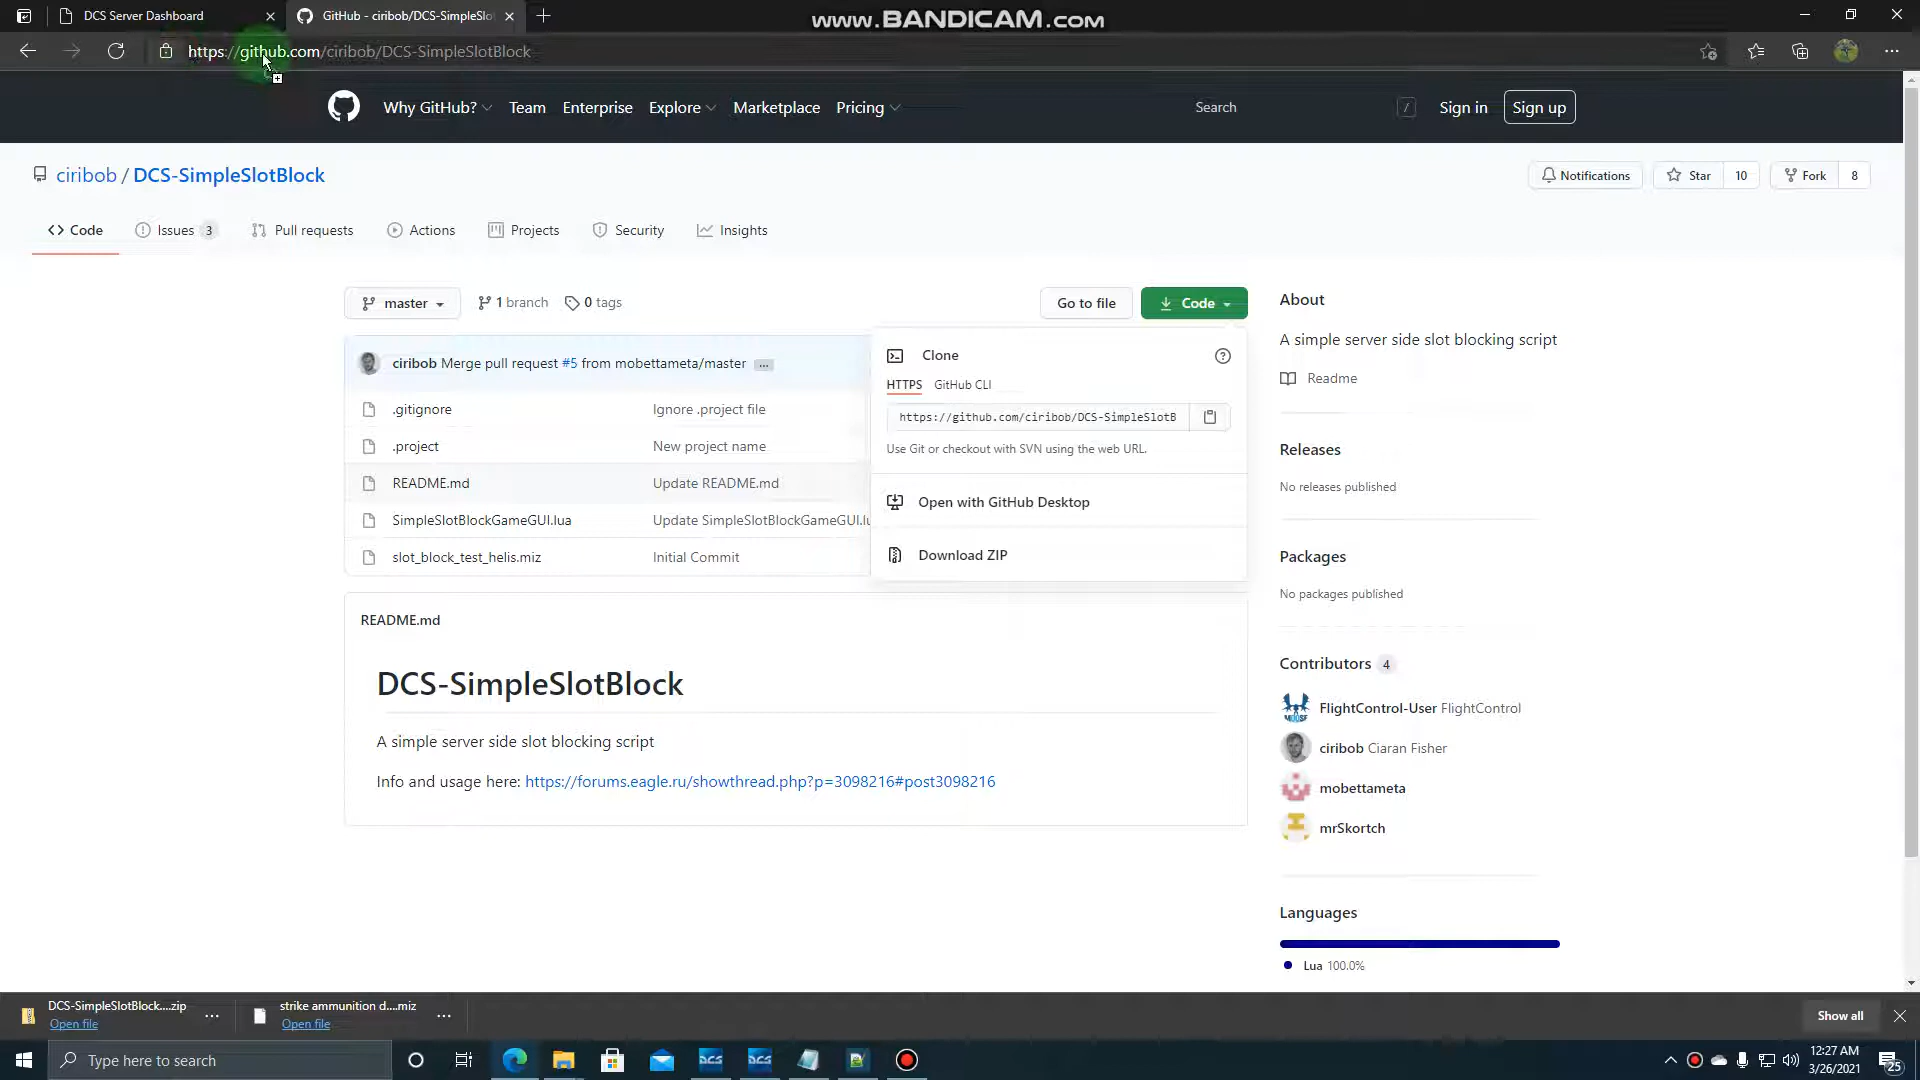 DCS Server Dashboard
GitHub - ciribob/DCS-SimpleSlo
www.BANDICAM.com
https://github.com/ciribob/DCS-SimpleSlotBlock
Why GitHub? Team Enterprise Explore Marketplace Pricing
Search / Sign in Sign up
ciribob / DCS-SimpleSlotBlock
Notifications Star 10 Fork 8
Code Issues 3 Pull requests Actions Projects Security Insights
master 1 branch 0 tags Go to file Code
ciribob Merge pull request #5 from mobettameta/master ...
.gitignore Ignore .project file
.project New project name
README.md Update README.md
SimpleSlotBlockGameGUI.lua Update SimpleSlotBlockGameGUI.lu
slot_block_test_helis.miz Initial Commit
Clone
HTTPS GitHub CLI
https://github.com/ciribob/DCS-SimpleSlotB
Use Git or checkout with SVN using the web URL.
Open with GitHub Desktop
Download ZIP
README.md
DCS-SimpleSlotBlock
A simple server side slot blocking script
Info and usage here: https://forums.eagle.ru/showthread.php?p=3098216#post3098216
About
A simple server side slot blocking script
Readme
Releases
No releases published
Packages
No packages published
Contributors 4
FlightControl-User FlightControl
ciribob Ciaran Fisher
mobettameta
mrSkortch
Languages
Lua 100.0%
DCS-SimpleSlotBlock....zip
Open file
strike ammunition d....miz
Open file
Show all
Type here to search
DCS
DCS
12:27 AM
3/26/2021
25